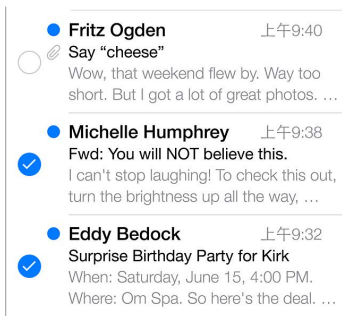 Fritz Ogden 上午9:40
Say “cheese”
Wow, that weekend flew by. Way too
short. But I got a lot of great photos. …
Michelle Humphrey 上午9:38
Fwd: You will NOT believe this.
I can't stop laughing! To check this out,
turn the brightness up all the way, …
Eddy Bedock 上午9:32
Surprise Birthday Party for Kirk
When: Saturday, June 15, 4:00 PM.
Where: Om Spa. So here's the deal. …